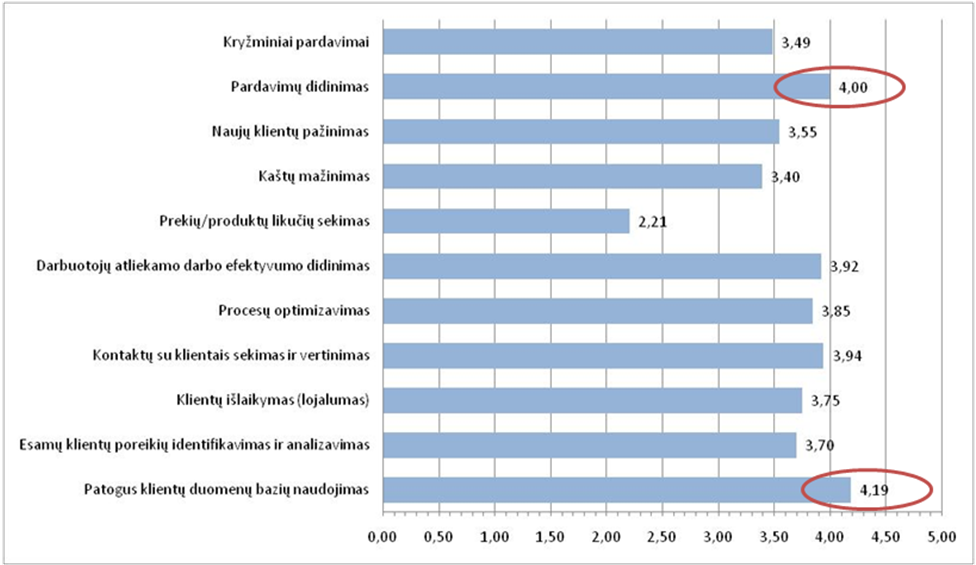 Kryžminiai pardavimai 3,49
Pardavimų didinimas 4,00
Naujų klientų pažinimas 3,55
Kaštų mažinimas 3,40
Prekių/produktų likučių sekimas 2,21
Darbuotojų atliekamo darbo efektyvumo didinimas 3,92
Procesų optimizavimas 3,85
Kontaktų su klientais sekimas ir vertinimas 3,94
Klientų išlaikymas (lojalumas) 3,75
Esamų klientų poreikių identifikavimas ir analizavimas 3,70
Patogus klientų duomenų bazių naudojimas 4,19
0,00 0,50 1,00 1,50 2,00 2,50 3,00 3,50 4,00 4,50 5,00